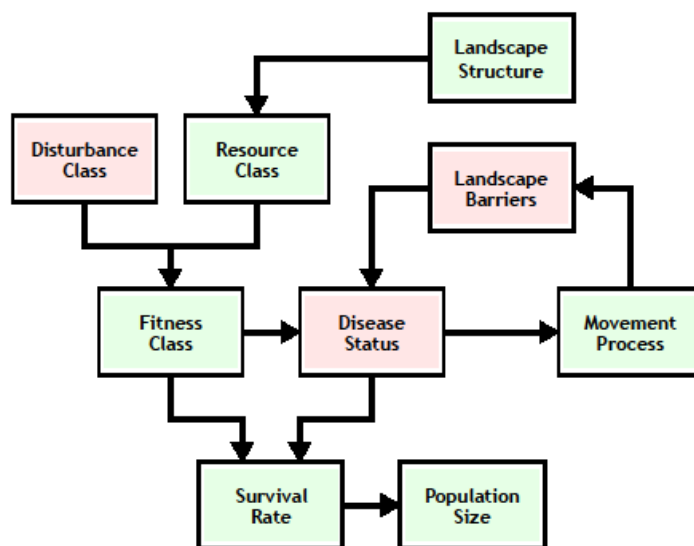 Landscape
Structure
Disturbance
Class
Resource
Class
Landscape
Barriers
Fitness
Class
Disease
Status
Movement
Process
Survival
Rate
Population
Size